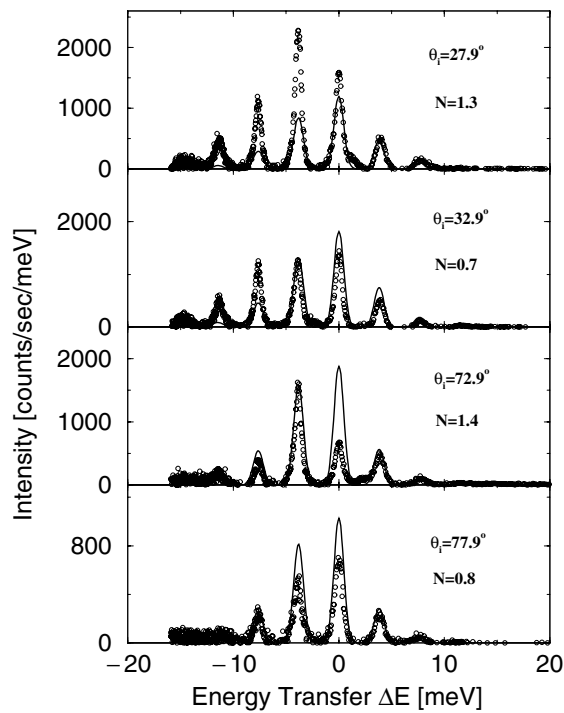 2000
1000
0
θi=27.9°
N=1.3
2000
0
θi=32.9°
N=0.7
2000
1000
0
θi=72.9°
N=1.4
800
0
θi=77.9°
N=0.8
−20 −10 0 10 20
Energy Transfer ΔE [meV]
Intensity [counts/sec/meV]